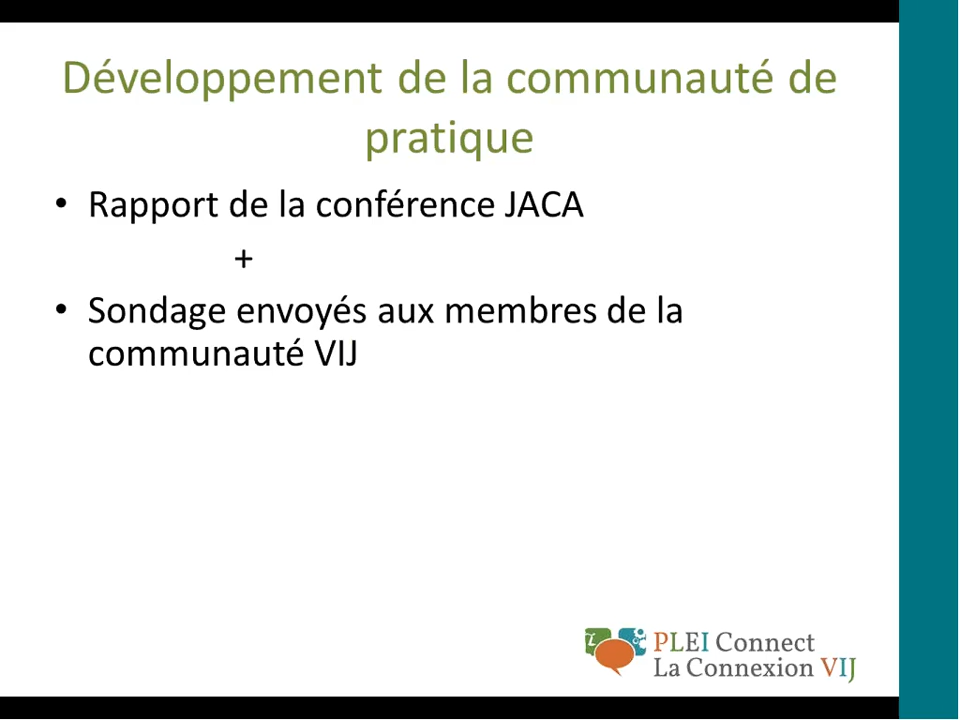 Développement de la communauté de
pratique
• Rapport de la conférence JACA
+
• Sondage envoyés aux membres de la
communauté VIJ
PLEI Connect
La Connexion VIJ